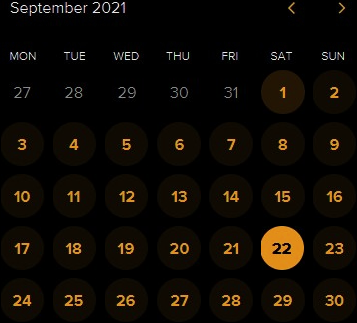 September 2021
MON TUE WED THU FRI SAT SUN
27 28 29 30 31 1 2
3 4 5 6 7 8 9
10 11 12 13 14 15 16
17 18 19 20 21 22 23
24 25 26 27 28 29 30